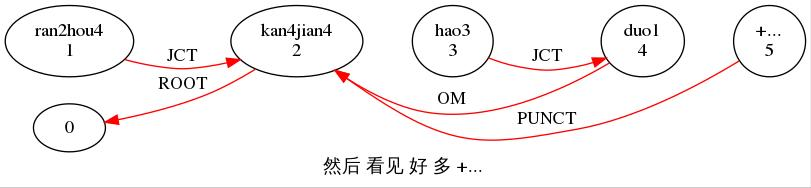 ran2hou4 kan4jian4 hao3 duo1 +...
1 2 3 4 5
JCT JCT
ROOT
0 OM
PUNCT
然后 看见 好 多 +...